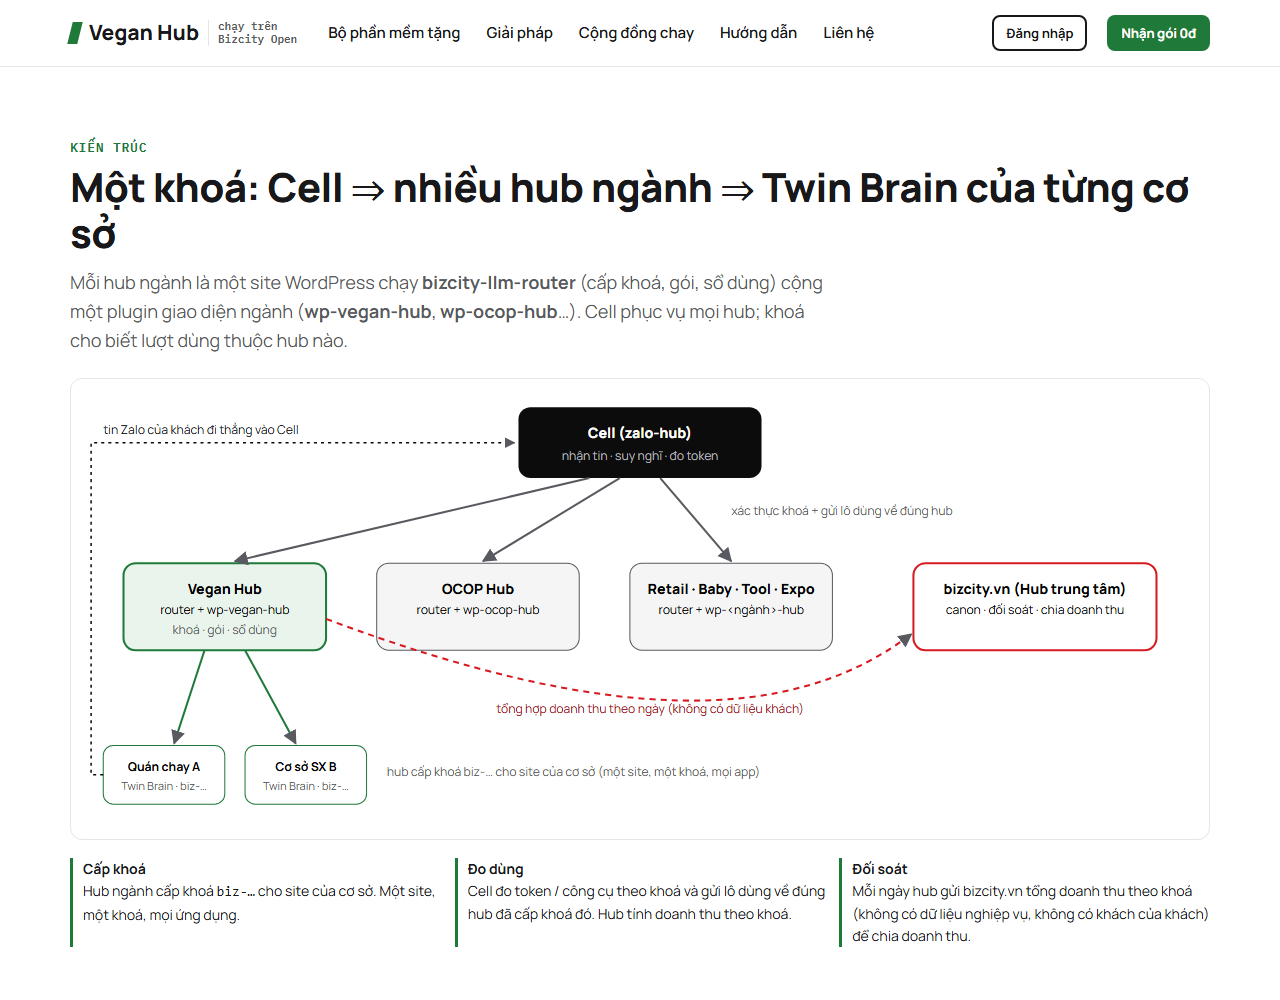 Vegan Hub
chạy trên
Bizcity Open
Bộ phần mềm tặng
Giải pháp
Cộng đồng chay
Hướng dẫn
Liên hệ
Đăng nhập
Nhận gói 0đ
KIẾN TRÚC
Một khoá: Cell ⇒ nhiều hub ngành ⇒ Twin Brain của từng cơ
sở
Mỗi hub ngành là một site WordPress chạy bizcity-llm-router (cấp khoá, gói, sổ dùng) cộng
một plugin giao diện ngành (wp-vegan-hub, wp-ocop-hub…). Cell phục vụ mọi hub; khoá
cho biết lượt dùng thuộc hub nào.
tin Zalo của khách đi thẳng vào Cell
Cell (zalo-hub)
nhận tin · suy nghĩ · đo token
xác thực khoá + gửi lô dùng về đúng hub
Vegan Hub
router + wp-vegan-hub
khoá · gói · sổ dùng
OCOP Hub
router + wp-ocop-hub
Retail · Baby · Tool · Expo
router + wp-<ngành>-hub
bizcity.vn (Hub trung tâm)
canon · đối soát · chia doanh thu
tổng hợp doanh thu theo ngày (không có dữ liệu khách)
Quán chay A
Twin Brain · biz-…
Cơ sở SX B
Twin Brain · biz-…
hub cấp khoá biz-… cho site của cơ sở (một site, một khoá, mọi app)
Cấp khoá
Hub ngành cấp khoá biz-… cho site của cơ sở. Một site,
một khoá, mọi ứng dụng.
Đo dùng
Cell đo token / công cụ theo khoá và gửi lô dùng về đúng
hub đã cấp khoá đó. Hub tính doanh thu theo khoá.
Đối soát
Mỗi ngày hub gửi bizcity.vn tổng doanh thu theo khoá
(không có dữ liệu nghiệp vụ, không có khách của khách)
để chia doanh thu.